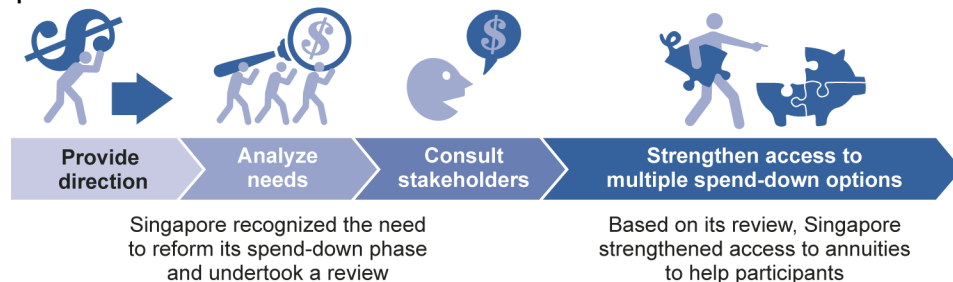 $
$
Provide
direction
Analyze
needs
Consult
stakeholders
Strengthen access to
multiple spend-down options
Singapore recognized the need
to reform its spend-down phase
and undertook a review
Based on its review, Singapore
strengthened access to annuities
to help participants